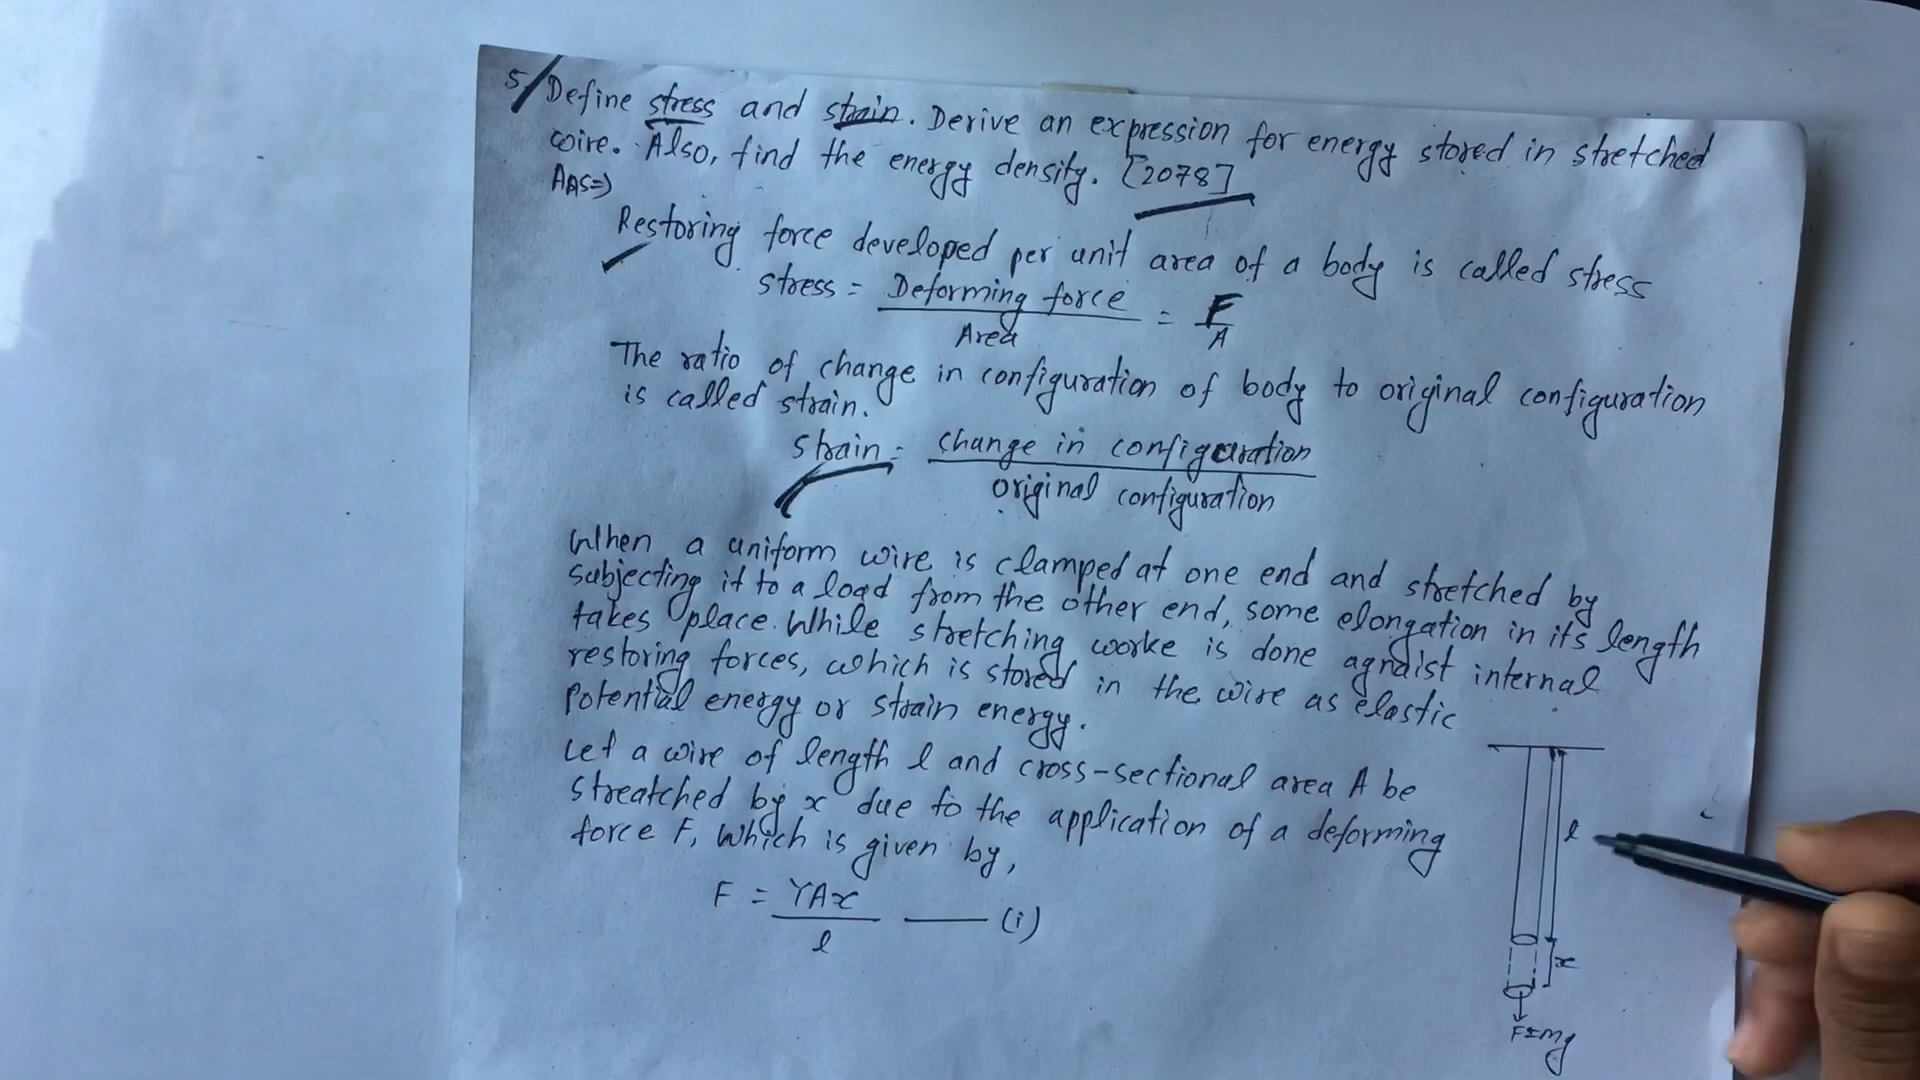 5. Define stress and strain. Derive an expression for energy stored in stretched
wire. Also, find the energy density. [2078]
Ans⇒
Restoring force developed per unit area of a body is called stress
stress = Deforming force / Area = F / A
The ratio of change in configuration of body to original configuration
is called strain.
strain = change in configuration / original configuration
When a uniform wire is clamped at one end and stretched by
subjecting it to a load from the other end, some elongation in its length
takes place. While stretching worke is done agnaist internal
restoring forces, which is stored in the wire as elastic
potential energy or strain energy.
Let a wire of length l and cross-sectional area A be
streatched by x due to the application of a deforming
force F, which is given by,
F = YAx / l —— (i)
l
x
F=mg